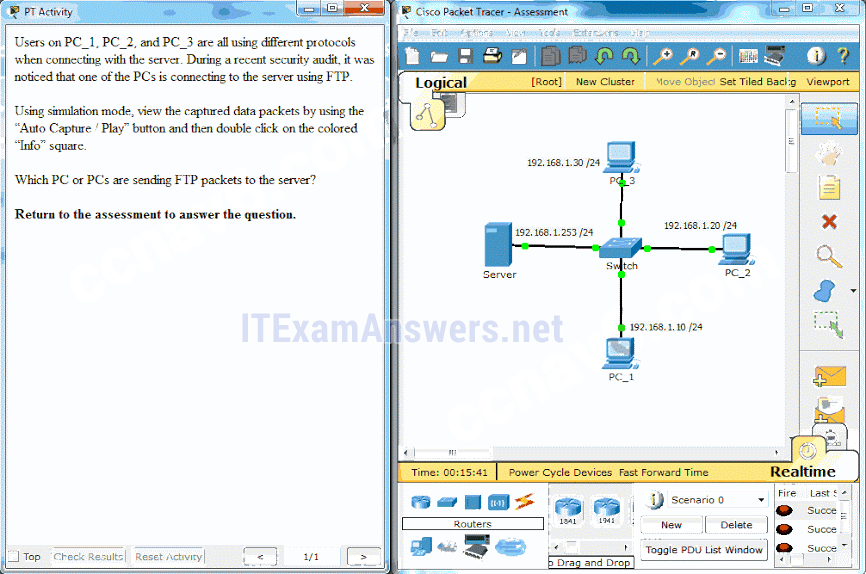 PT Activity
Users on PC_1, PC_2, and PC_3 are all using different protocols
when connecting with the server. During a recent security audit, it was
noticed that one of the PCs is connecting to the server using FTP.
Using simulation mode, view the captured data packets by using the
“Auto Capture / Play” button and then double click on the colored
“Info” square.
Which PC or PCs are sending FTP packets to the server?
Return to the assessment to answer the question.
Top
Check Results
Reset Activity
<
1/1
>
Cisco Packet Tracer - Assessment
Logical
[Root]
New Cluster
Move Object
Set Tiled Backg
Viewport
192.168.1.30 /24
PC_3
192.168.1.253 /24
192.168.1.20 /24
Server
Switch
PC_2
192.168.1.10 /24
PC_1
ITExamAnswers.net
Time: 00:15:41
Power Cycle Devices
Fast Forward Time
Realtime
Routers
1841
1941
o Drag and Drop
Scenario 0
New
Delete
Toggle PDU List Window
Fire
Last S
Succe
Succe
Succe